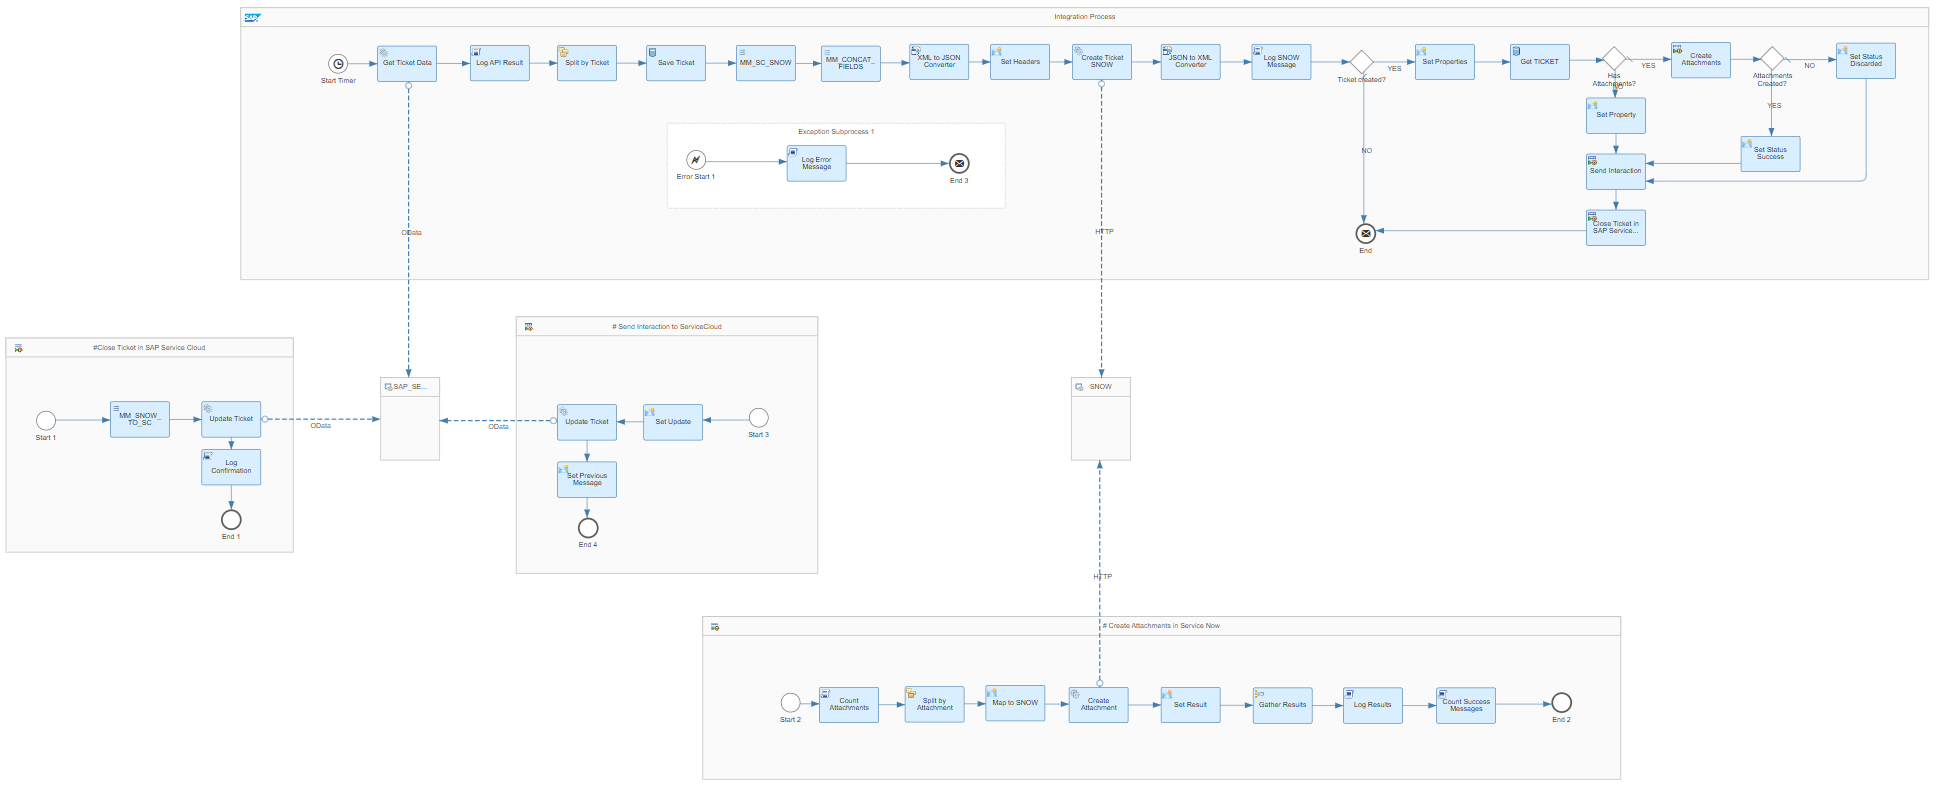 SAP
Integration Process
Start Timer
Get Ticket Data
Log API Result
Split by Ticket
Save Ticket
MM_SC_SNOW
MM_CONCAT_
FIELDS
XML to JSON
Converter
Set Headers
Create Ticket
SNOW
JSON to XML
Converter
Log SNOW
Message
Ticket created?
YES
NO
Set Properties
Get TICKET
Has
Attachments?
YES
NO
Create
Attachments
Attachments
Created?
NO
YES
Set Status
Discarded
Set Property
Set Status
Success
Send Interaction
Close Ticket in
SAP Service...
End
Exception Subprocess 1
Error Start 1
Log Error
Message
End 3
OData
HTTP
#Close Ticket in SAP Service Cloud
Start 1
MM_SNOW_
TO_SC
Update Ticket
Log
Confirmation
End 1
OData
SAP_SE...
# Send Interaction to ServiceCloud
OData
Update Ticket
Set Update
Start 3
Set Previous
Message
End 4
SNOW
HTTP
# Create Attachments in Service Now
Start 2
Count
Attachments
Split by
Attachment
Map to SNOW
Create
Attachment
Set Result
Gather Results
Log Results
Count Success
Messages
End 2